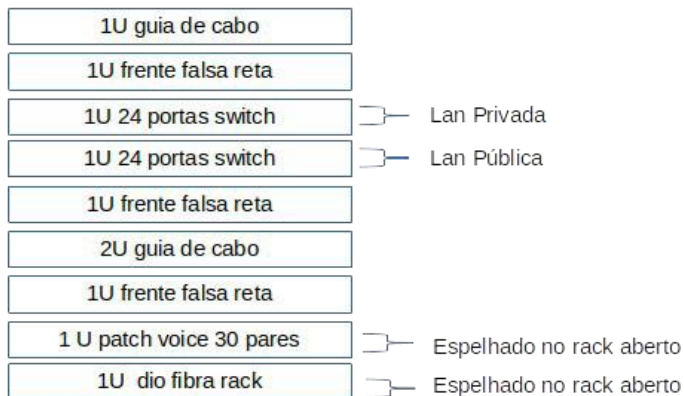 1U guia de cabo
1U frente falsa reta
1U 24 portas switch
Lan Privada
1U 24 portas switch
Lan Pública
1U frente falsa reta
2U guia de cabo
1U frente falsa reta
1 U patch voice 30 pares
Espelhado no rack aberto
1U dio fibra rack
Espelhado no rack aberto